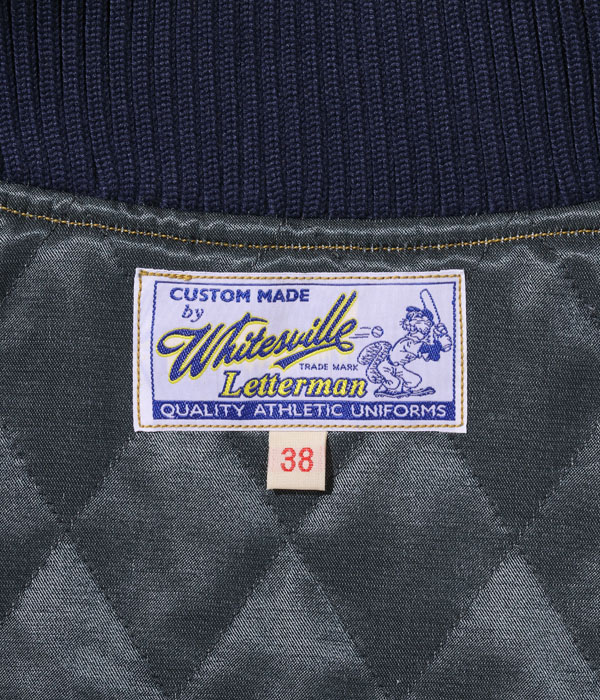 CUSTOM MADE
by
Whitesville
TRADE MARK
Letterman
QUALITY ATHLETIC UNIFORMS
38